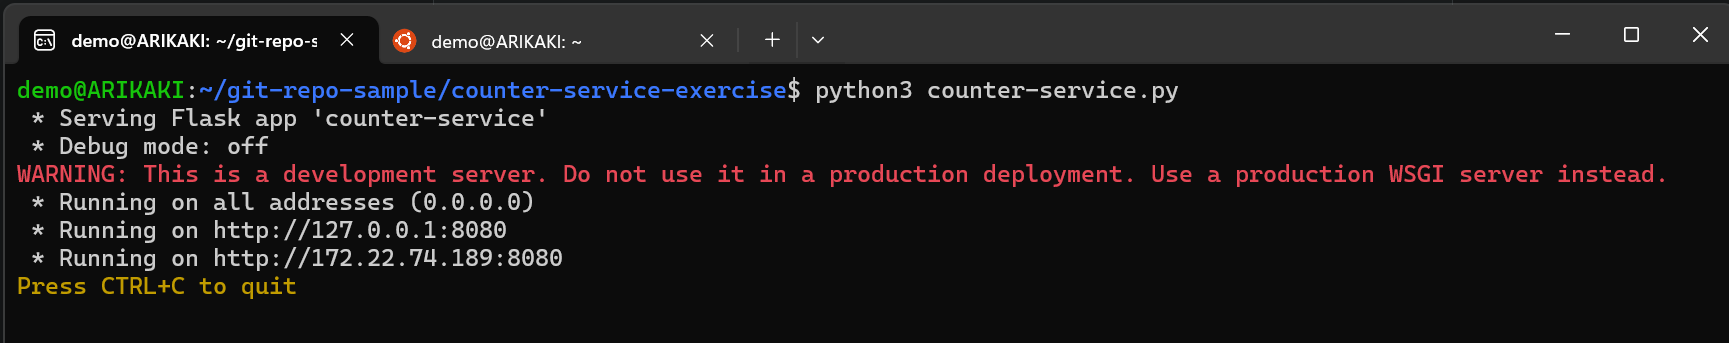 demo@ARIKAKI: ~/git-repo-s
demo@ARIKAKI: ~
demo@ARIKAKI:~/git-repo-sample/counter-service-exercise$ python3 counter-service.py
 * Serving Flask app 'counter-service'
 * Debug mode: off
WARNING: This is a development server. Do not use it in a production deployment. Use a production WSGI server instead.
 * Running on all addresses (0.0.0.0)
 * Running on http://127.0.0.1:8080
 * Running on http://172.22.74.189:8080
Press CTRL+C to quit